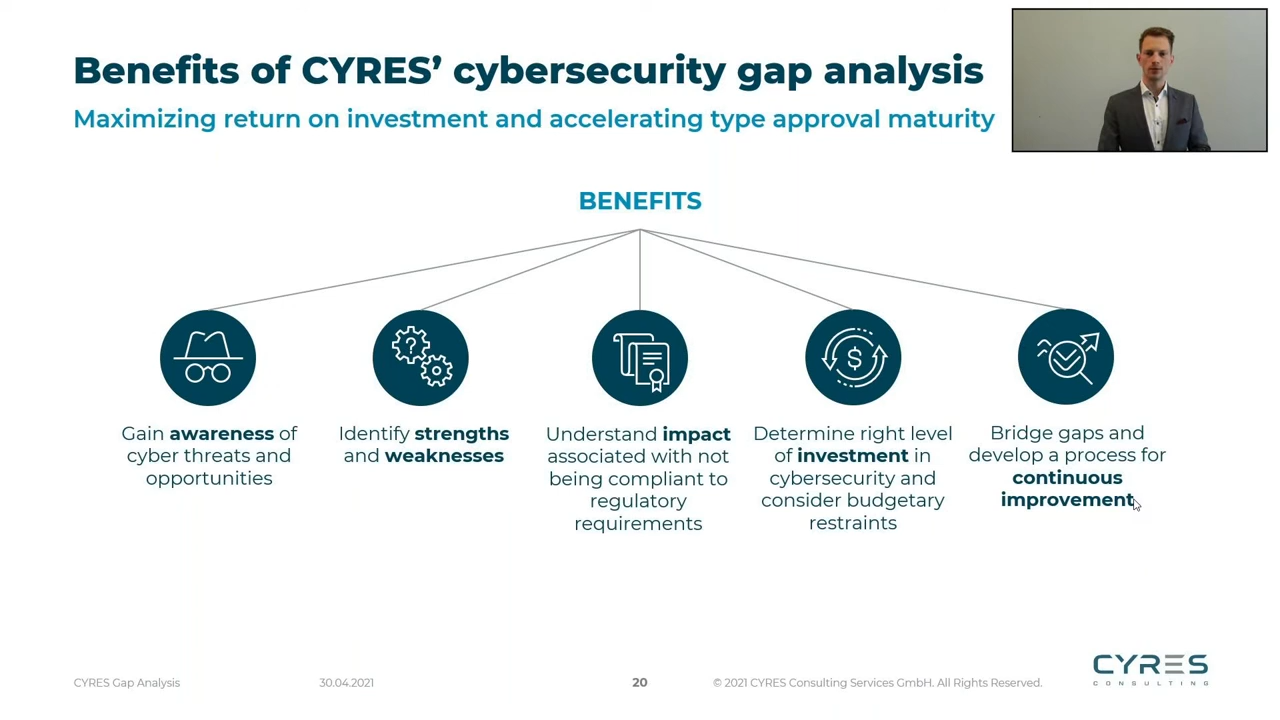 Benefits of CYRES’ cybersecurity gap analysis
Maximizing return on investment and accelerating type approval maturity
BENEFITS
?
$
Gain awareness of
cyber threats and
opportunities
Identify strengths
and weaknesses
Understand impact
associated with not
being compliant to
regulatory
requirements
Determine right level
of investment in
cybersecurity and
consider budgetary
restraints
Bridge gaps and
develop a process for
continuous
improvement
CYRES Gap Analysis
30.04.2021
20
© 2021 CYRES Consulting Services GmbH. All Rights Reserved.
CYRES
CONSULTING